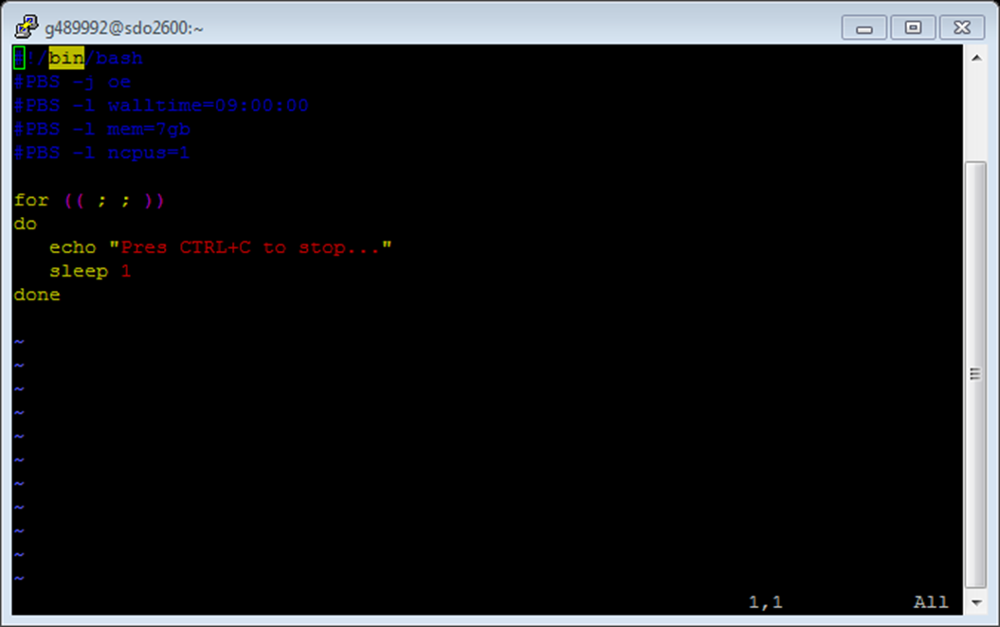 g489992@sdo2600:~
#!/bin/bash
#PBS -j oe
#PBS -l walltime=09:00:00
#PBS -l mem=7gb
#PBS -l ncpus=1
for (( ; ; ))
do
echo "Pres CTRL+C to stop..."
sleep 1
done
~
~
~
~
~
~
~
~
~
~
~
1,1 All